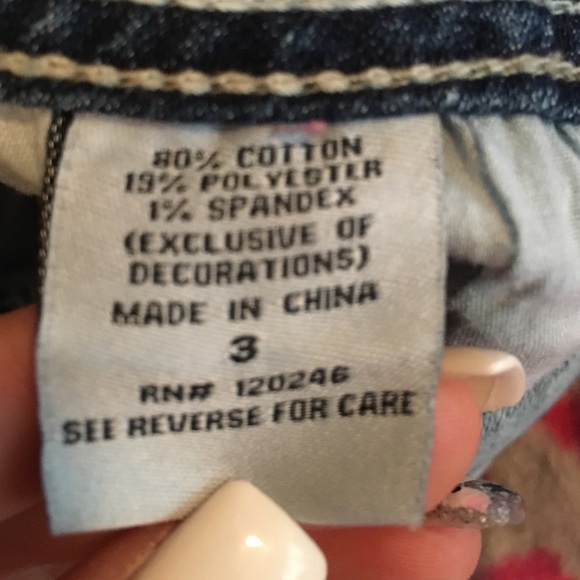 80% COTTON
19% POLYESTER
1% SPANDEX
(EXCLUSIVE OF
DECORATIONS)
MADE IN CHINA
3
RN# 120246
SEE REVERSE FOR CARE